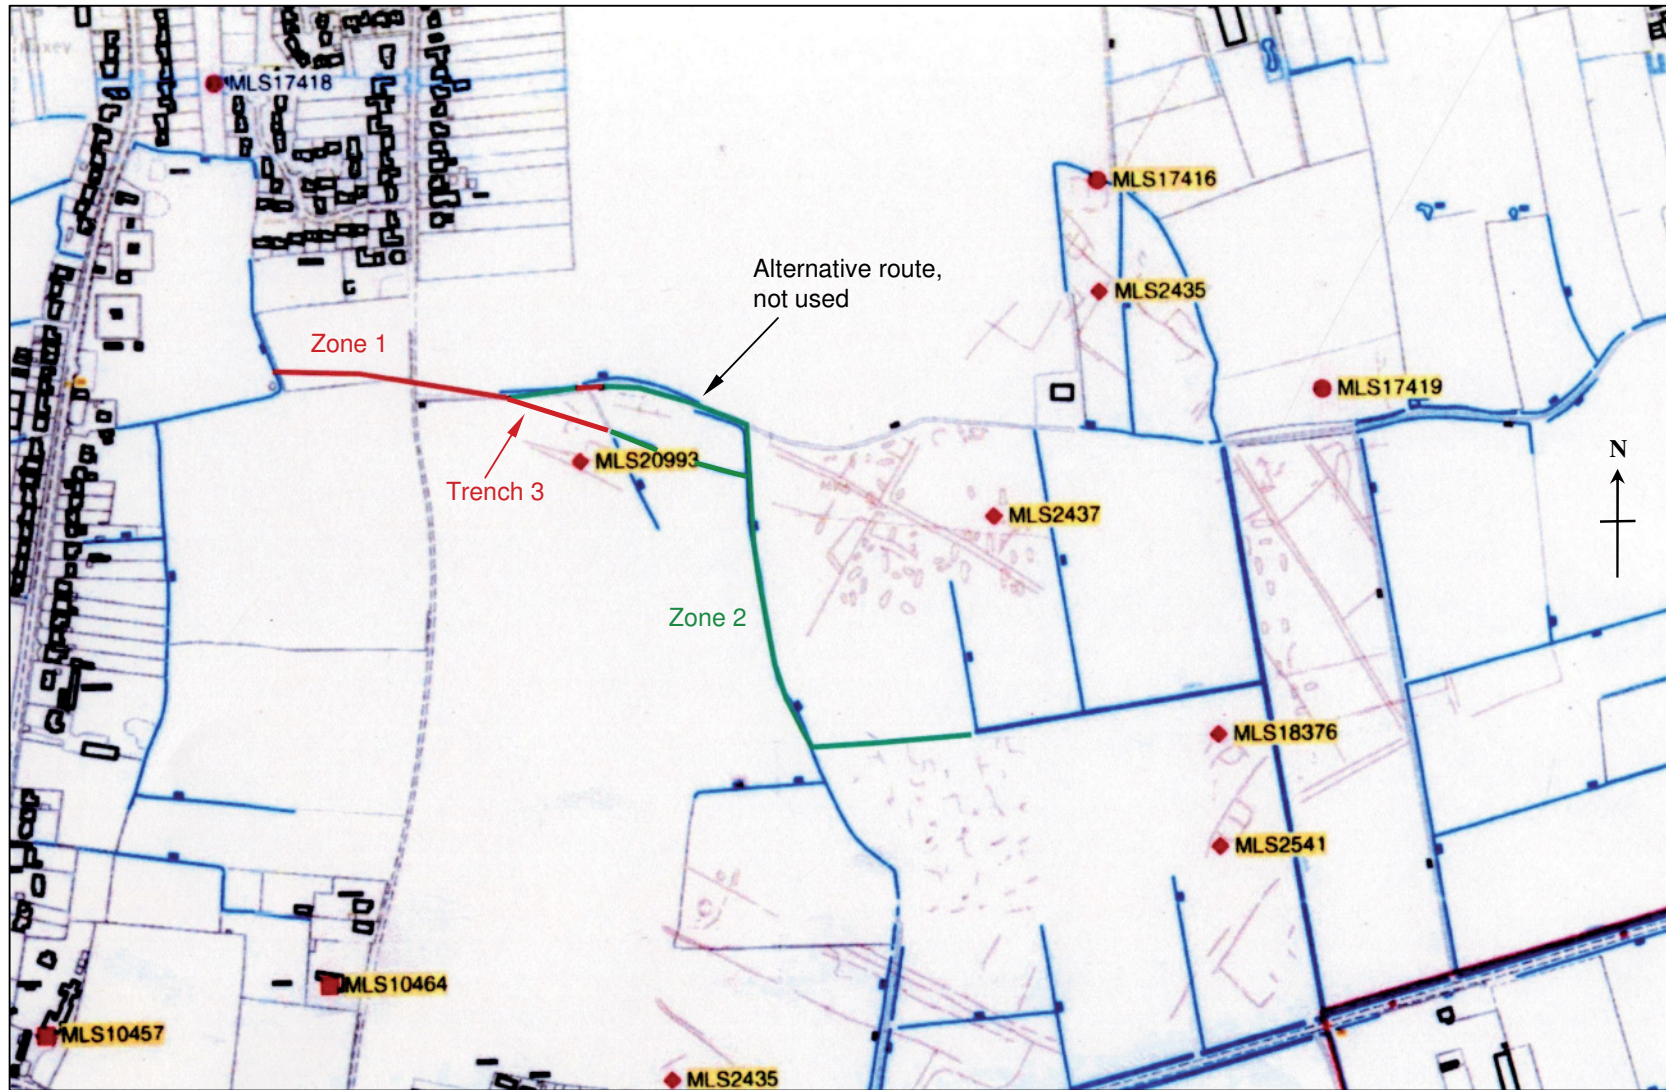 MLS17418
MLS17416
Alternative route,
not used
MLS2435
Zone 1
MLS17419
N
MLS20993
Trench 3
MLS2437
Zone 2
MLS18376
MLS2541
MLS10464
MLS10457
MLS2435